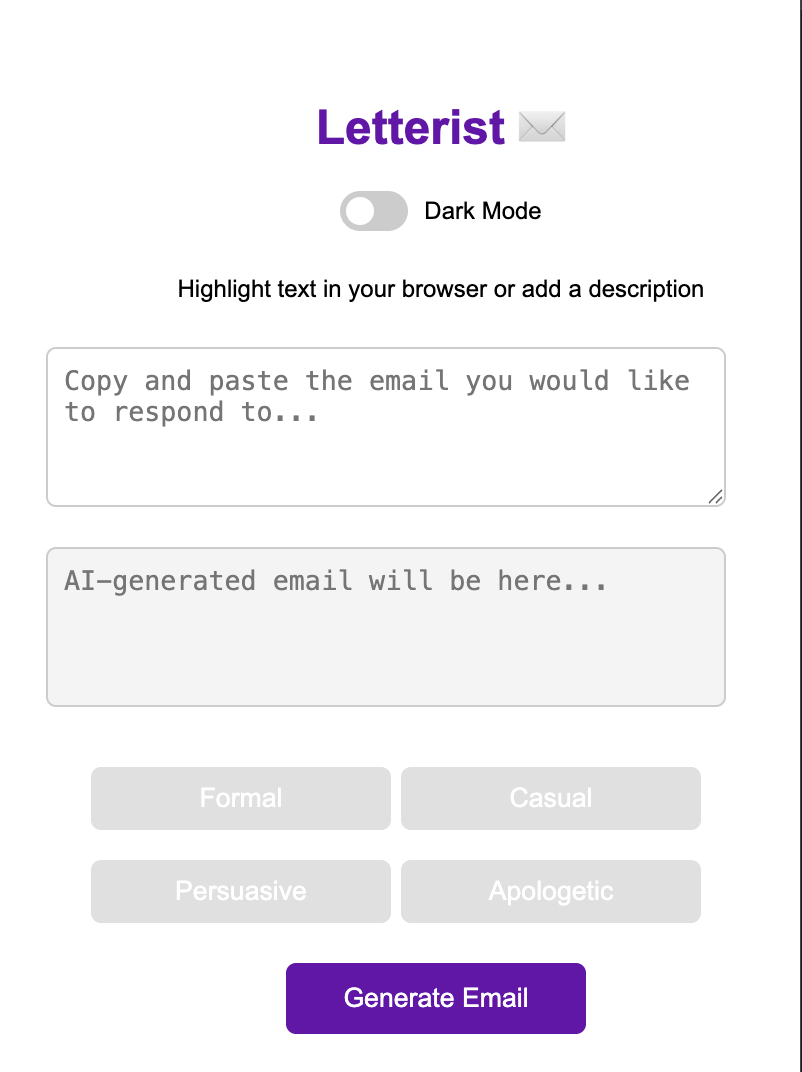 Letterist ✉️
Dark Mode
Highlight text in your browser or add a description
Copy and paste the email you would like
to respond to...
AI-generated email will be here...
Formal
Casual
Persuasive
Apologetic
Generate Email